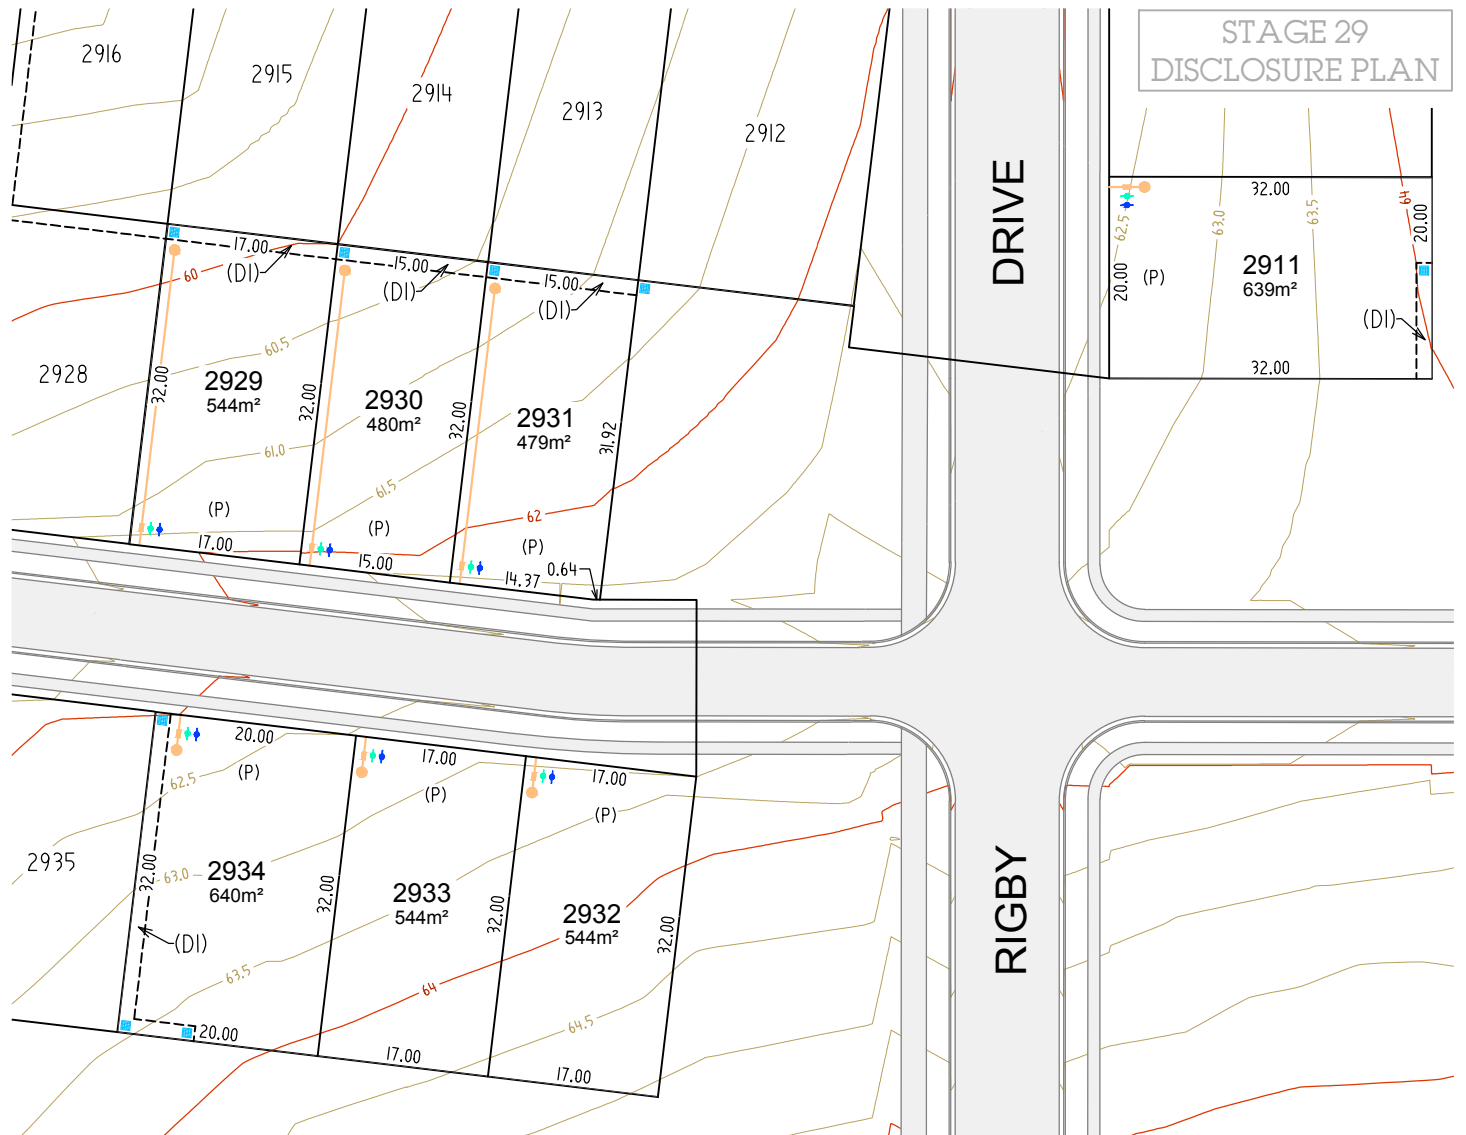 STAGE 29
DISCLOSURE PLAN
2916
2915
2914
2913
2912
DRIVE
32.00
64
20.00
62.5
63.0
63.5
20.00
(P)
2911
639m²
(DI)
32.00
17.00
(DI)
15.00
(DI)
15.00
(DI)
60
60.5
2928
32.00
2929
544m²
32.00
2930
480m²
32.00
2931
479m²
31.92
61.0
61.5
62
(P)
(P)
(P)
17.00
15.00
14.37
0.64
20.00
17.00
17.00
(P)
(P)
(P)
62.5
2935
32.00
63.0
2934
640m²
32.00
2933
544m²
32.00
2932
544m²
32.00
(DI)
63.5
64
64.5
20.00
17.00
17.00
RIGBY